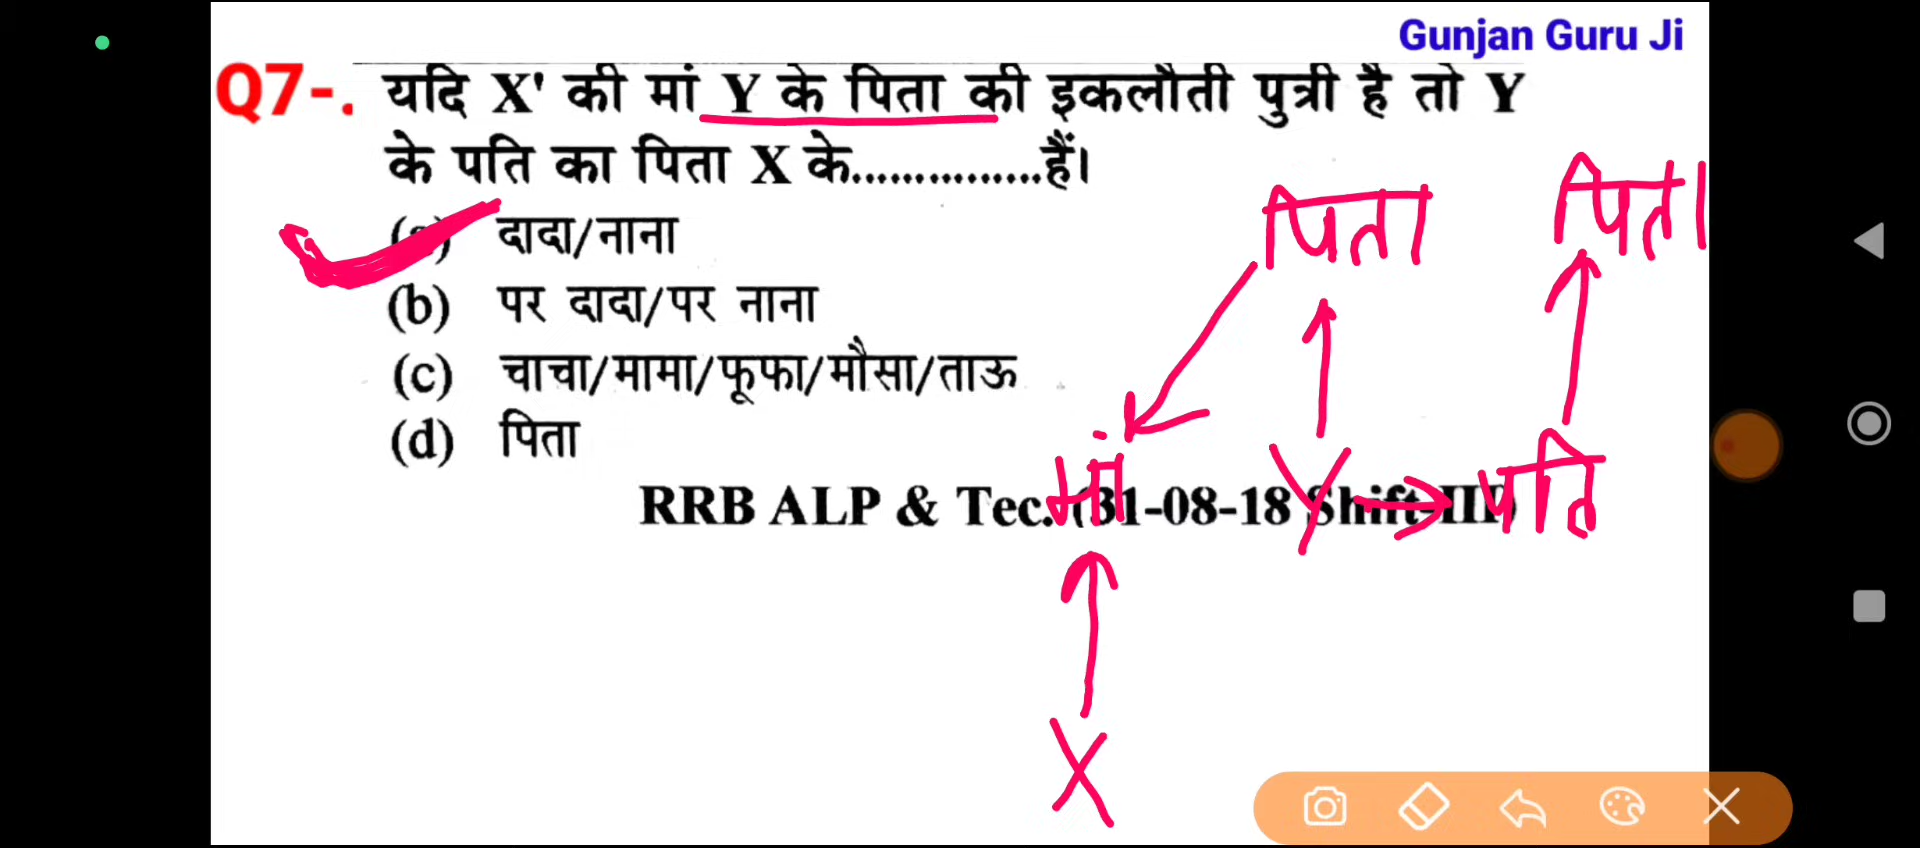 Gunjan Guru Ji
Q7-. यदि X' की मां Y के पिता की इकलौती पुत्री है तो Y
के पति का पिता X के...............हैं।
(a) दादा/नाना
(b) पर दादा/पर नाना
(c) चाचा/मामा/फूफा/मौसा/ताऊ
(d) पिता
RRB ALP & Tec. (31-08-18 Shift-III)
पिता
पिता
मां
Y
पति
X